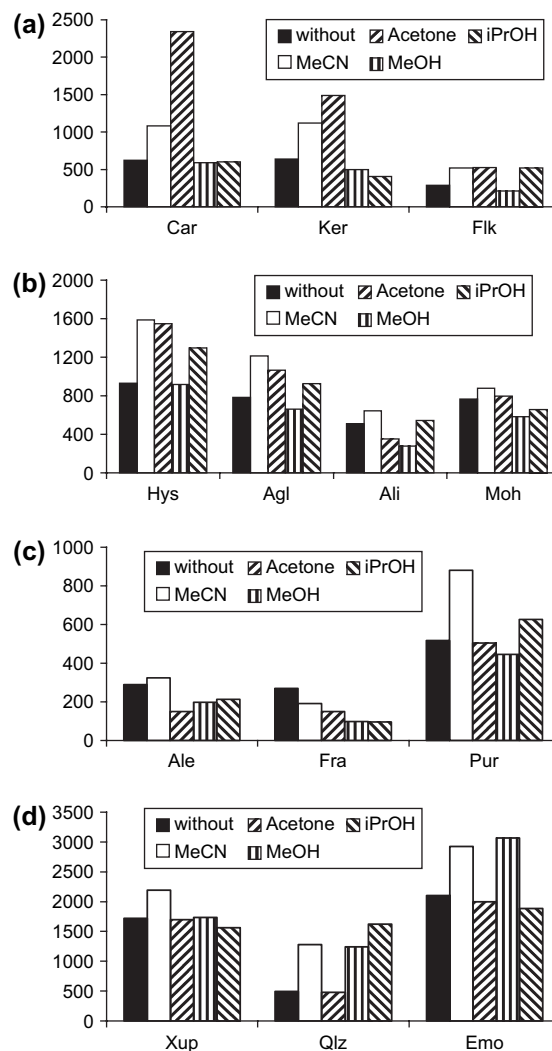 (a)
2500
2000
1500
1000
500
0
without Acetone iPrOH
MeCN MeOH
Car Ker Flk
(b)
2000
1600
1200
800
400
0
without Acetone iPrOH
MeCN MeOH
Hys Agl Ali Moh
(c)
1000
800
600
400
200
0
without Acetone iPrOH
MeCN MeOH
Ale Fra Pur
(d)
3500
3000
2500
2000
1500
1000
500
0
without Acetone iPrOH
MeCN MeOH
Xup Qlz Emo